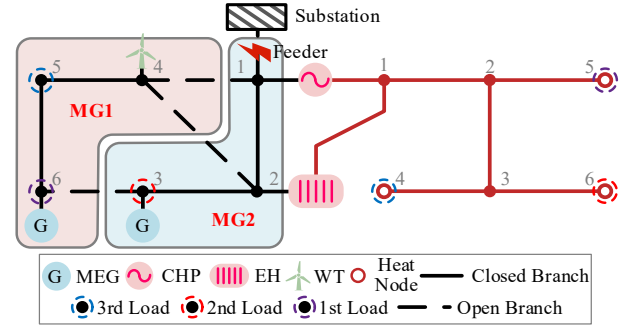 Substation
Feeder
5
4
1
1
2
5
MG1
6
3
2
4
3
6
G
G
MG2
G MEG CHP EH WT Heat Node Closed Branch
3rd Load 2nd Load 1st Load Open Branch